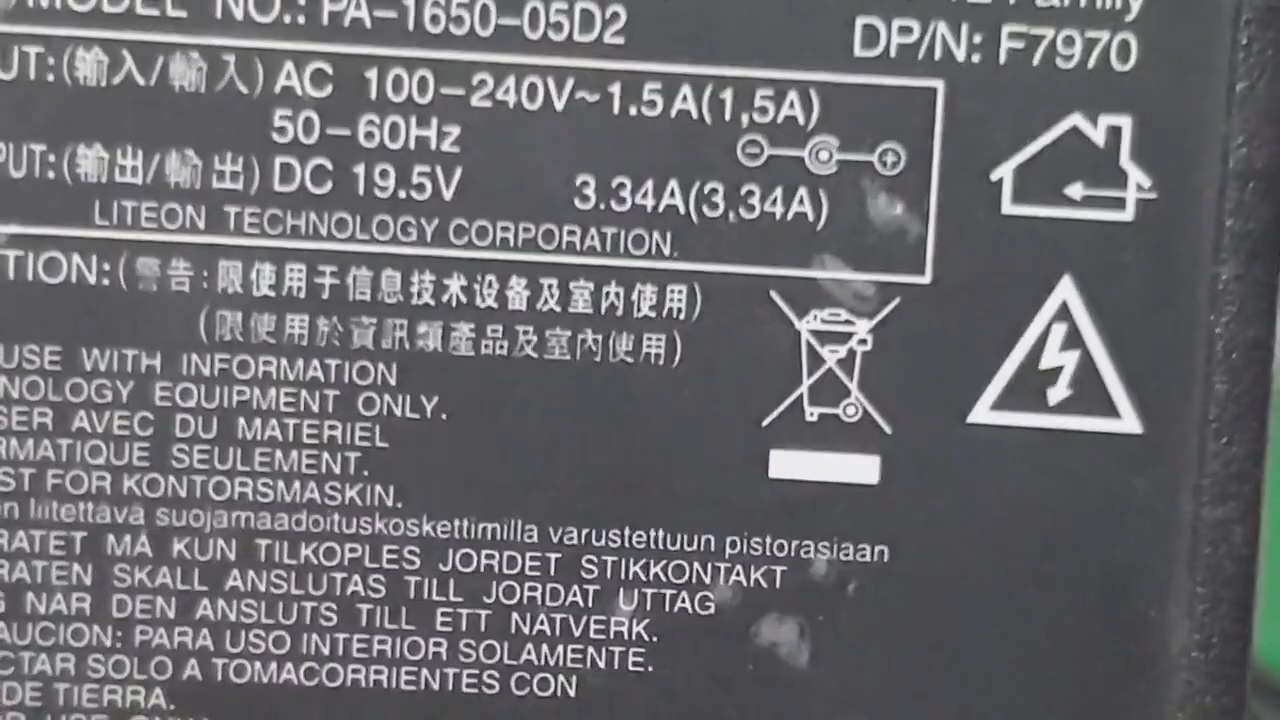 MODEL NO.: PA-1650-05D2
Family
DP/N: F7970
UT:(输入/輸入) AC 100-240V~1.5A(1,5A)
50-60Hz
PUT:(输出/輸出) DC 19.5V 3.34A(3,34A)
LITEON TECHNOLOGY CORPORATION.
TION:(警告:限使用于信息技术设备及室内使用)
(限使用於資訊類產品及室內使用)
USE WITH INFORMATION
NOLOGY EQUIPMENT ONLY.
SER AVEC DU MATERIEL
RMATIQUE SEULEMENT.
ST FOR KONTORSMASKIN.
n liitettävä suojamaadoituskoskettimilla varustettuun pistorasiaan
RATET MÅ KUN TILKOPLES JORDET STIKKONTAKT
RATEN SKALL ANSLUTAS TILL JORDAT UTTAG
NÄR DEN ANSLUTS TILL ETT NÄTVERK.
AUCION: PARA USO INTERIOR SOLAMENTE.
CTAR SOLO A TOMACORRIENTES CON
DE TIERRA.